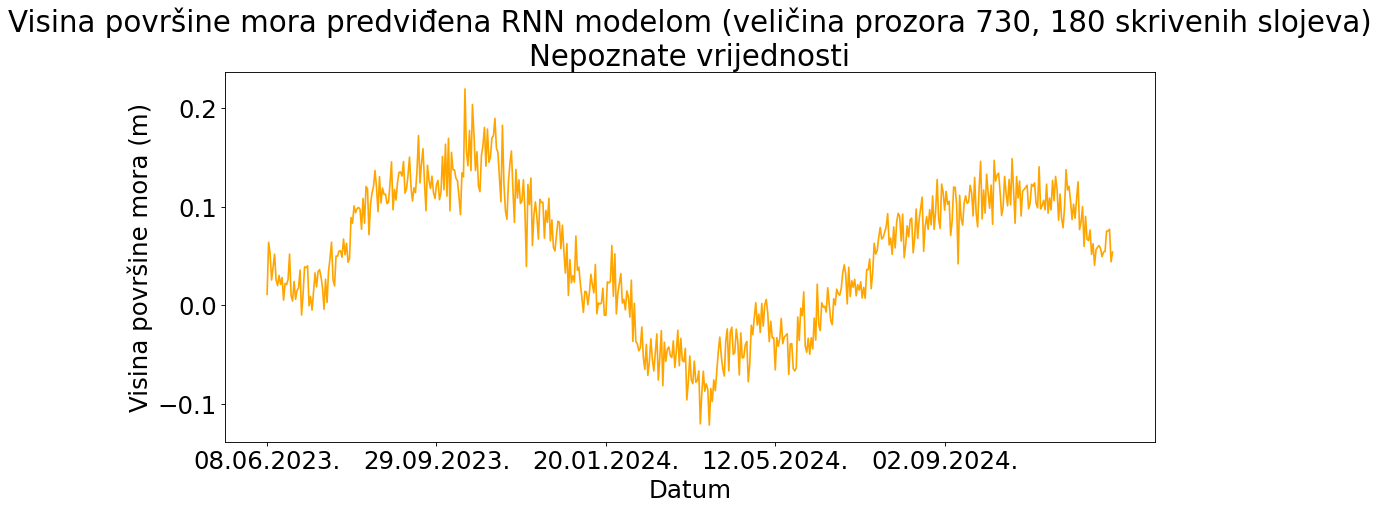 Visina površine mora predviđena RNN modelom (veličina prozora 730, 180 skrivenih slojeva)
Nepoznate vrijednosti
Visina površine mora (m)
0.2
0.1
0.0
−0.1
08.06.2023. 29.09.2023. 20.01.2024. 12.05.2024. 02.09.2024.
Datum